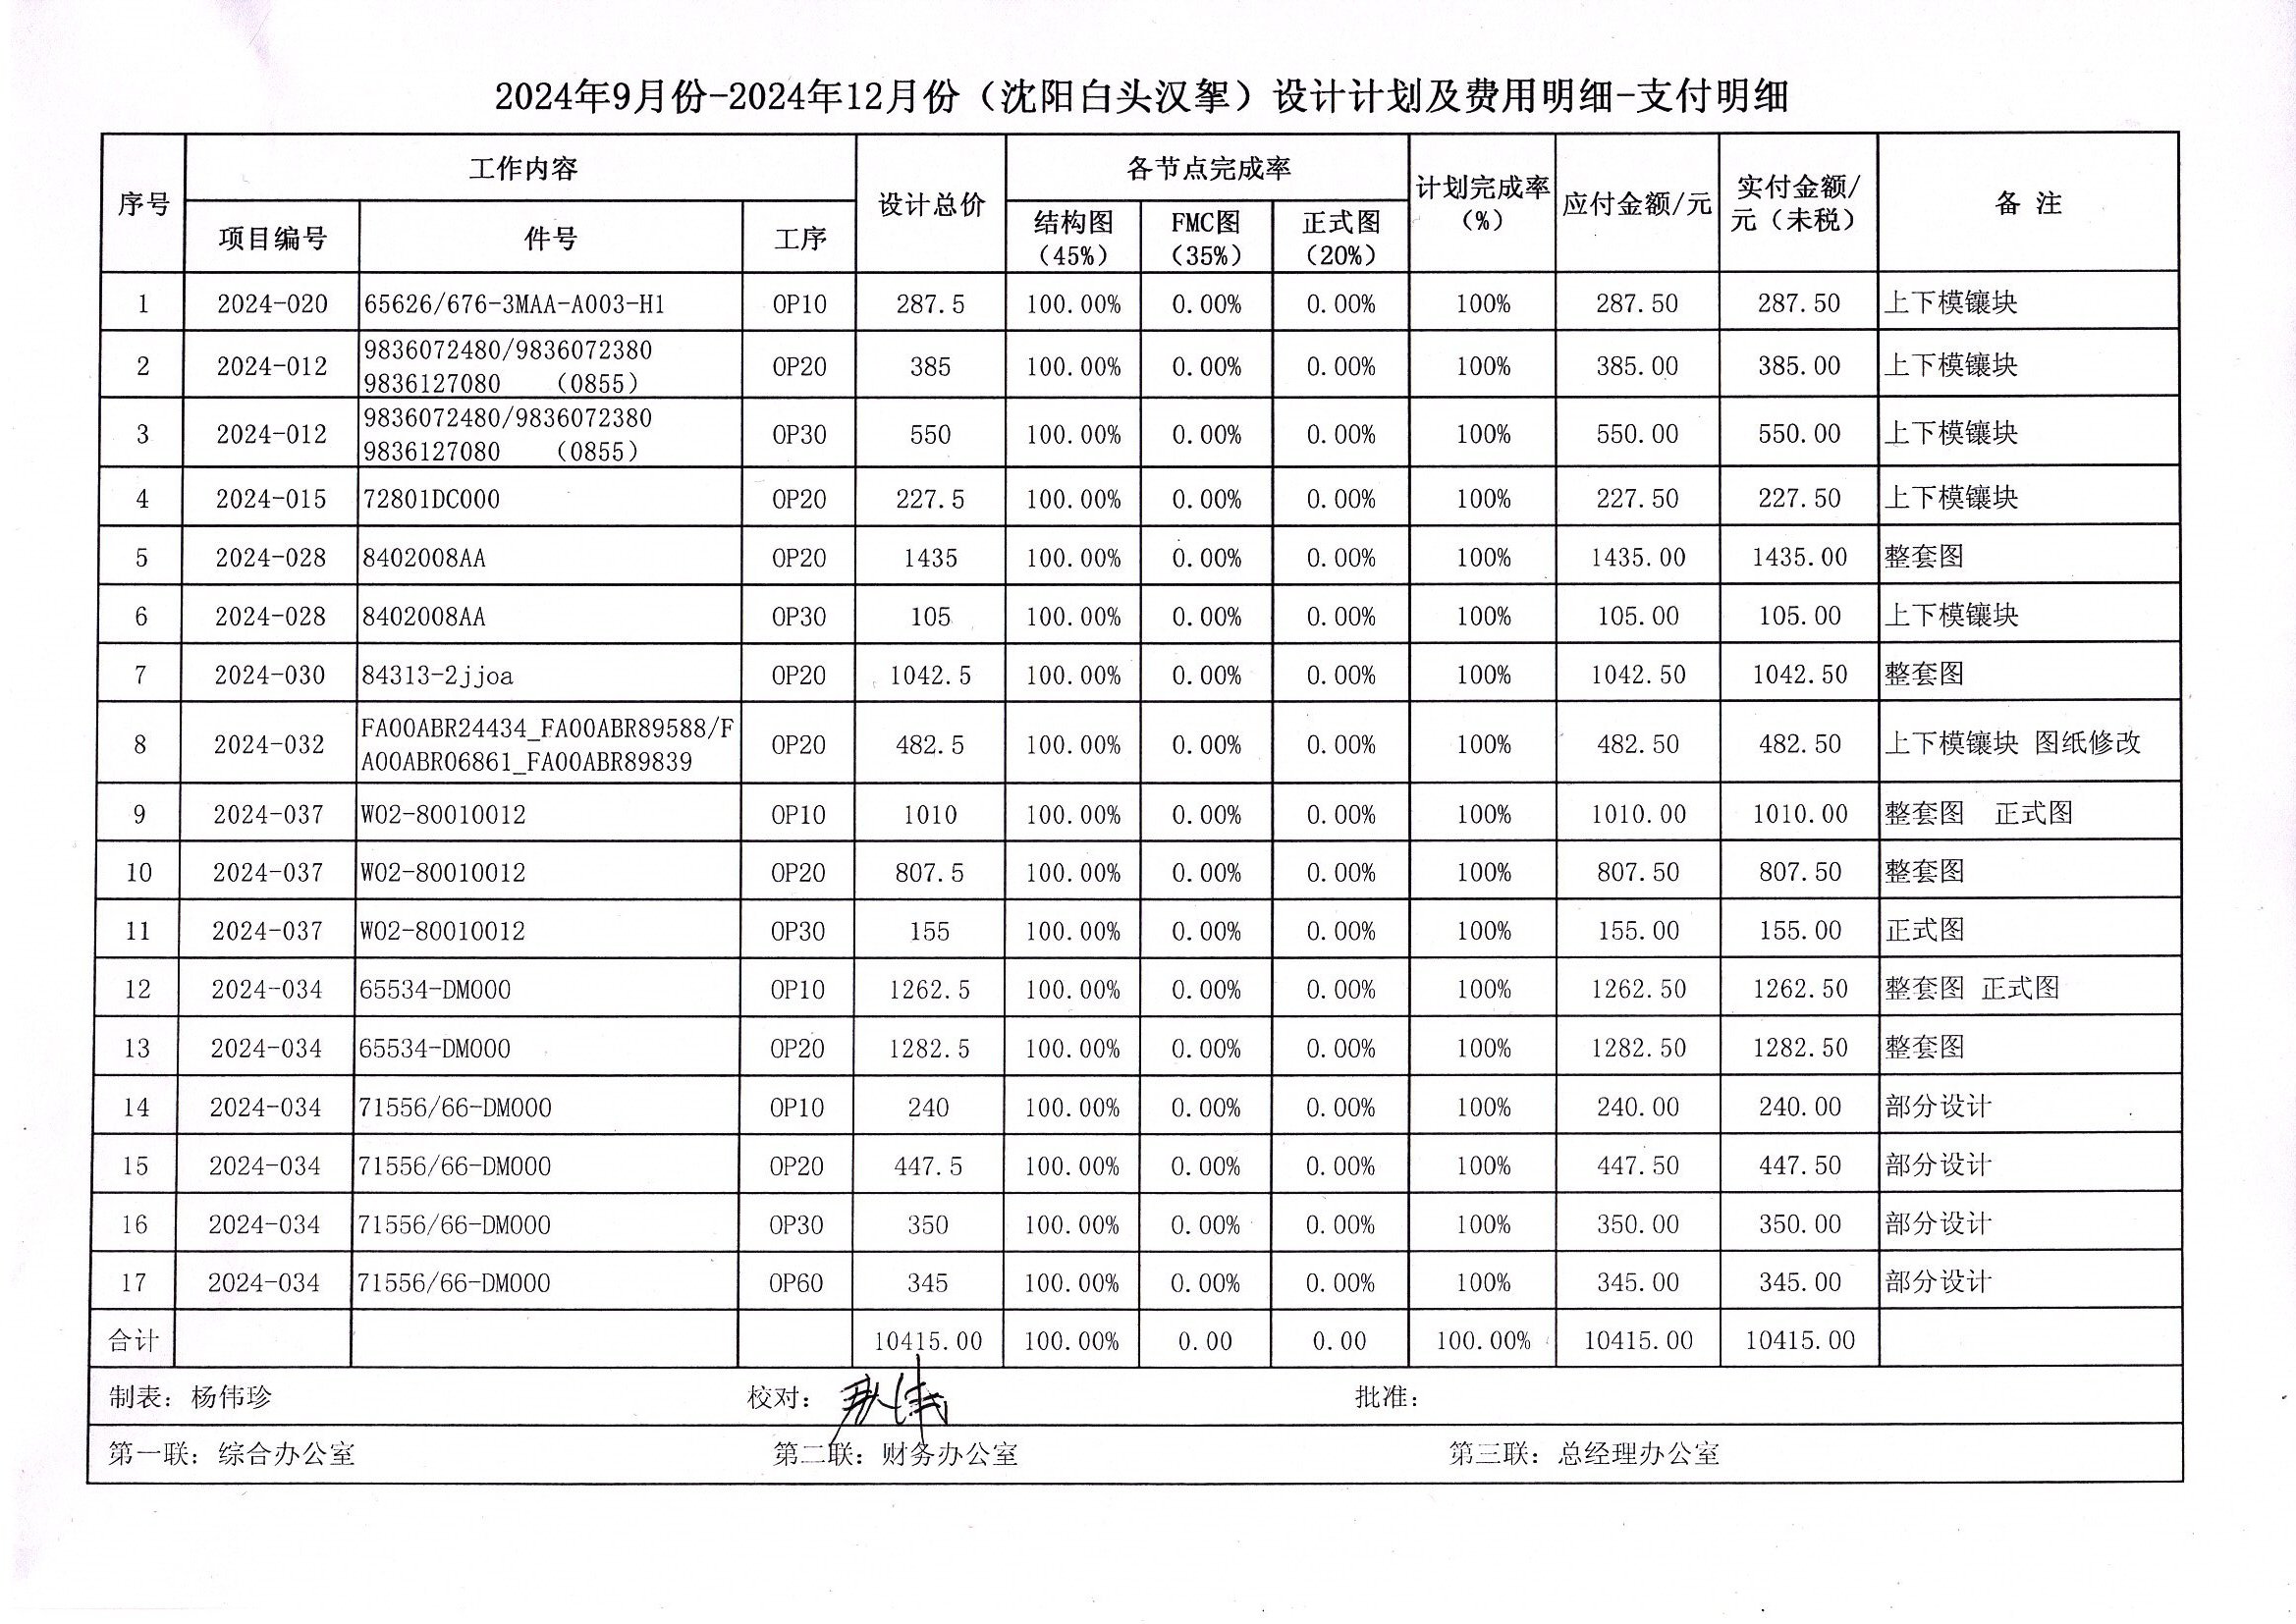 2024年9月份-2024年12月份（沈阳白头汉挐）设计计划及费用明细-支付明细
序号 工作内容 设计总价 各节点完成率 计划完成率（%） 应付金额/元 实付金额/元（未税） 备 注
项目编号 件号 工序 结构图（45%） FMC图（35%） 正式图（20%）
1 2024-020 65626/676-3MAA-A003-H1 OP10 287.5 100.00% 0.00% 0.00% 100% 287.50 287.50 上下模镶块
2 2024-012 9836072480/9836072380 9836127080 （0855） OP20 385 100.00% 0.00% 0.00% 100% 385.00 385.00 上下模镶块
3 2024-012 9836072480/9836072380 9836127080 （0855） OP30 550 100.00% 0.00% 0.00% 100% 550.00 550.00 上下模镶块
4 2024-015 72801DC000 OP20 227.5 100.00% 0.00% 0.00% 100% 227.50 227.50 上下模镶块
5 2024-028 8402008AA OP20 1435 100.00% 0.00% 0.00% 100% 1435.00 1435.00 整套图
6 2024-028 8402008AA OP30 105 100.00% 0.00% 0.00% 100% 105.00 105.00 上下模镶块
7 2024-030 84313-2jjoa OP20 1042.5 100.00% 0.00% 0.00% 100% 1042.50 1042.50 整套图
8 2024-032 FA00ABR24434_FA00ABR89588/FA00ABR06861_FA00ABR89839 OP20 482.5 100.00% 0.00% 0.00% 100% 482.50 482.50 上下模镶块 图纸修改
9 2024-037 W02-80010012 OP10 1010 100.00% 0.00% 0.00% 100% 1010.00 1010.00 整套图 正式图
10 2024-037 W02-80010012 OP20 807.5 100.00% 0.00% 0.00% 100% 807.50 807.50 整套图
11 2024-037 W02-80010012 OP30 155 100.00% 0.00% 0.00% 100% 155.00 155.00 正式图
12 2024-034 65534-DM000 OP10 1262.5 100.00% 0.00% 0.00% 100% 1262.50 1262.50 整套图 正式图
13 2024-034 65534-DM000 OP20 1282.5 100.00% 0.00% 0.00% 100% 1282.50 1282.50 整套图
14 2024-034 71556/66-DM000 OP10 240 100.00% 0.00% 0.00% 100% 240.00 240.00 部分设计
15 2024-034 71556/66-DM000 OP20 447.5 100.00% 0.00% 0.00% 100% 447.50 447.50 部分设计
16 2024-034 71556/66-DM000 OP30 350 100.00% 0.00% 0.00% 100% 350.00 350.00 部分设计
17 2024-034 71556/66-DM000 OP60 345 100.00% 0.00% 0.00% 100% 345.00 345.00 部分设计
合计 10415.00 100.00% 0.00 0.00 100.00% 10415.00 10415.00
制表：杨伟珍 校对： 批准：
第一联：综合办公室 第二联：财务办公室 第三联：总经理办公室